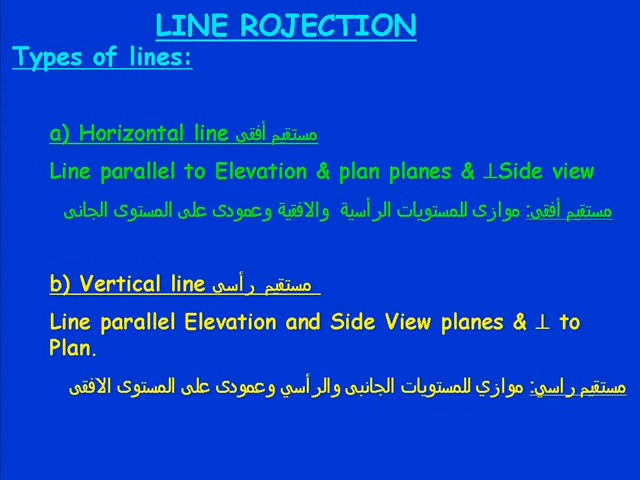 LINE ROJECTION
Types of lines:
a) Horizontal line مستقيم أفقى
Line parallel to Elevation & plan planes & ⊥Side view
مستقيم أفقى: موازى للمستويات الرأسية والافقية وعمودى على المستوى الجانى
b) Vertical line مستقيم رأسى
Line parallel Elevation and Side View planes & ⊥ to
Plan.
مستقيم راسي: موازي للمستويات الجانبى والرأسي وعمودى على المستوى الافقى